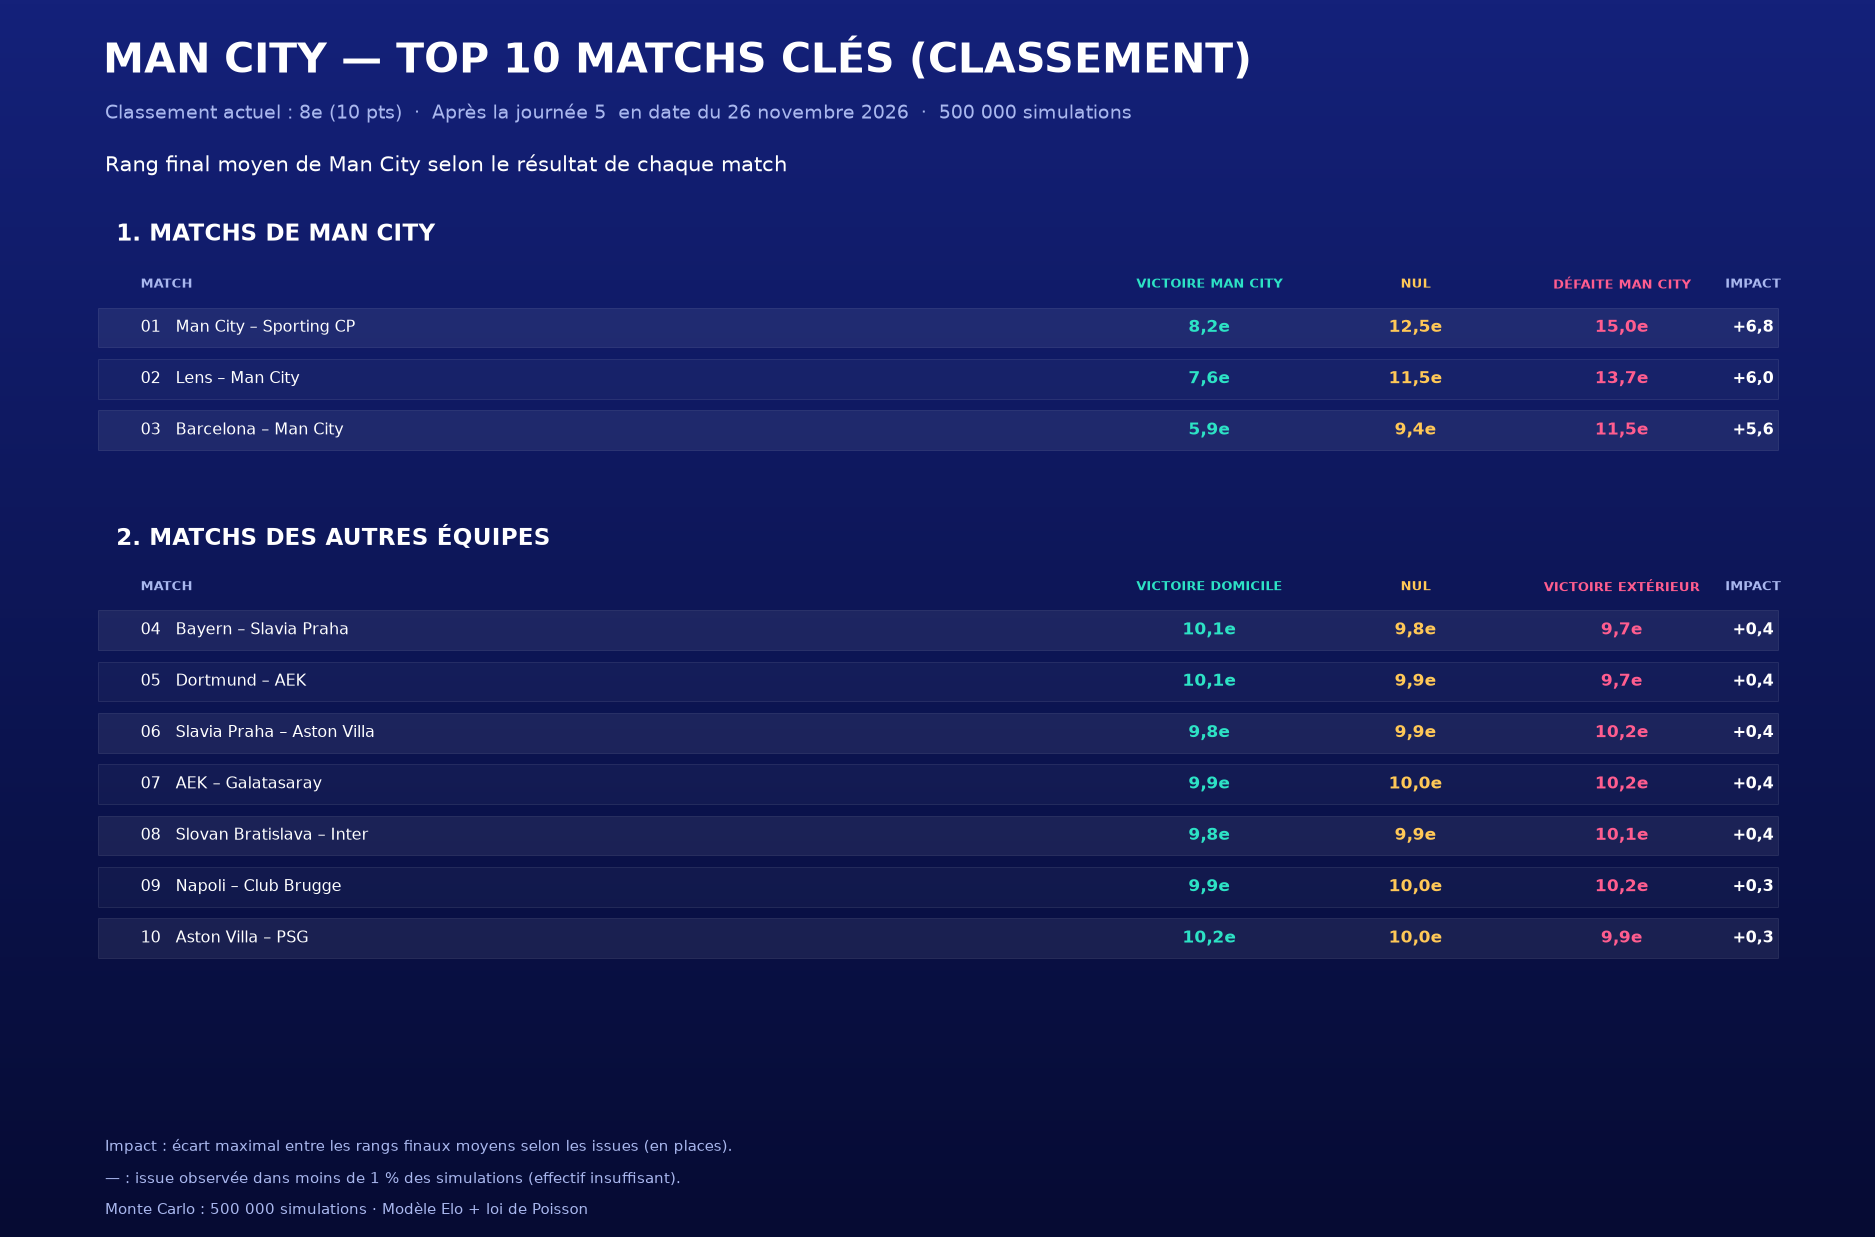 MAN CITY — TOP 10 MATCHS CLÉS (CLASSEMENT)
Classement actuel : 8e (10 pts) · Après la journée 5 en date du 26 novembre 2026 · 500 000 simulations
Rang final moyen de Man City selon le résultat de chaque match
1. MATCHS DE MAN CITY
MATCH VICTOIRE MAN CITY NUL DÉFAITE MAN CITY IMPACT
01 Man City – Sporting CP 8,2e 12,5e 15,0e +6,8
02 Lens – Man City 7,6e 11,5e 13,7e +6,0
03 Barcelona – Man City 5,9e 9,4e 11,5e +5,6
2. MATCHS DES AUTRES ÉQUIPES
MATCH VICTOIRE DOMICILE NUL VICTOIRE EXTÉRIEUR IMPACT
04 Bayern – Slavia Praha 10,1e 9,8e 9,7e +0,4
05 Dortmund – AEK 10,1e 9,9e 9,7e +0,4
06 Slavia Praha – Aston Villa 9,8e 9,9e 10,2e +0,4
07 AEK – Galatasaray 9,9e 10,0e 10,2e +0,4
08 Slovan Bratislava – Inter 9,8e 9,9e 10,1e +0,4
09 Napoli – Club Brugge 9,9e 10,0e 10,2e +0,3
10 Aston Villa – PSG 10,2e 10,0e 9,9e +0,3
Impact : écart maximal entre les rangs finaux moyens selon les issues (en places).
— : issue observée dans moins de 1 % des simulations (effectif insuffisant).
Monte Carlo : 500 000 simulations · Modèle Elo + loi de Poisson